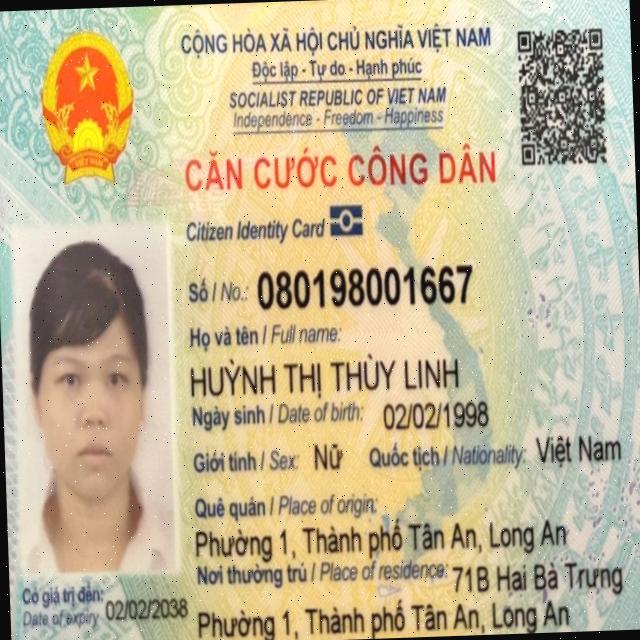 CỘNG HÒA XÃ HỘI CHỦ NGHĨA VIỆT NAM
Độc lập - Tự do - Hạnh phúc
SOCIALIST REPUBLIC OF VIET NAM
Independence - Freedom - Happiness
CĂN CƯỚC CÔNG DÂN
Citizen Identity Card
Số / No.: 080198001667
Họ và tên / Full name:
HUỲNH THỊ THÙY LINH
Ngày sinh / Date of birth: 02/02/1998
Giới tính / Sex: Nữ Quốc tịch / Nationality: Việt Nam
Quê quán / Place of origin:
Phường 1, Thành phố Tân An, Long An
Nơi thường trú / Place of residence: 71B Hai Bà Trưng
Phường 1, Thành phố Tân An, Long An
Có giá trị đến: 02/02/2038
Date of expiry